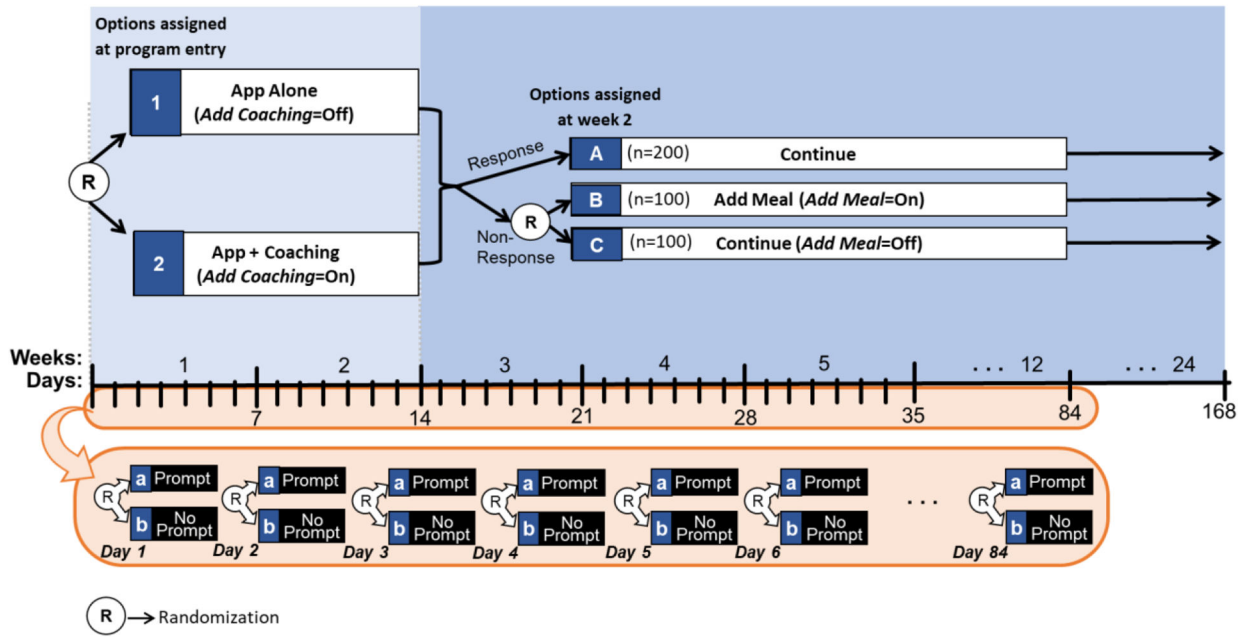 Options assigned
at program entry
1
App Alone
(Add Coaching=Off)
R
2
App + Coaching
(Add Coaching=On)
Options assigned
at week 2
Response
Non-
Response
R
A (n=200) Continue
B (n=100) Add Meal (Add Meal=On)
C (n=100) Continue (Add Meal=Off)
Weeks: 1 2 3 4 5 ... 12 ... 24
Days: 7 14 21 28 35 84 168
R a Prompt
b No
Prompt
Day 1
R a Prompt
b No
Prompt
Day 2
R a Prompt
b No
Prompt
Day 3
R a Prompt
b No
Prompt
Day 4
R a Prompt
b No
Prompt
Day 5
R a Prompt
b No
Prompt
Day 6
...
R a Prompt
b No
Prompt
Day 84
R Randomization